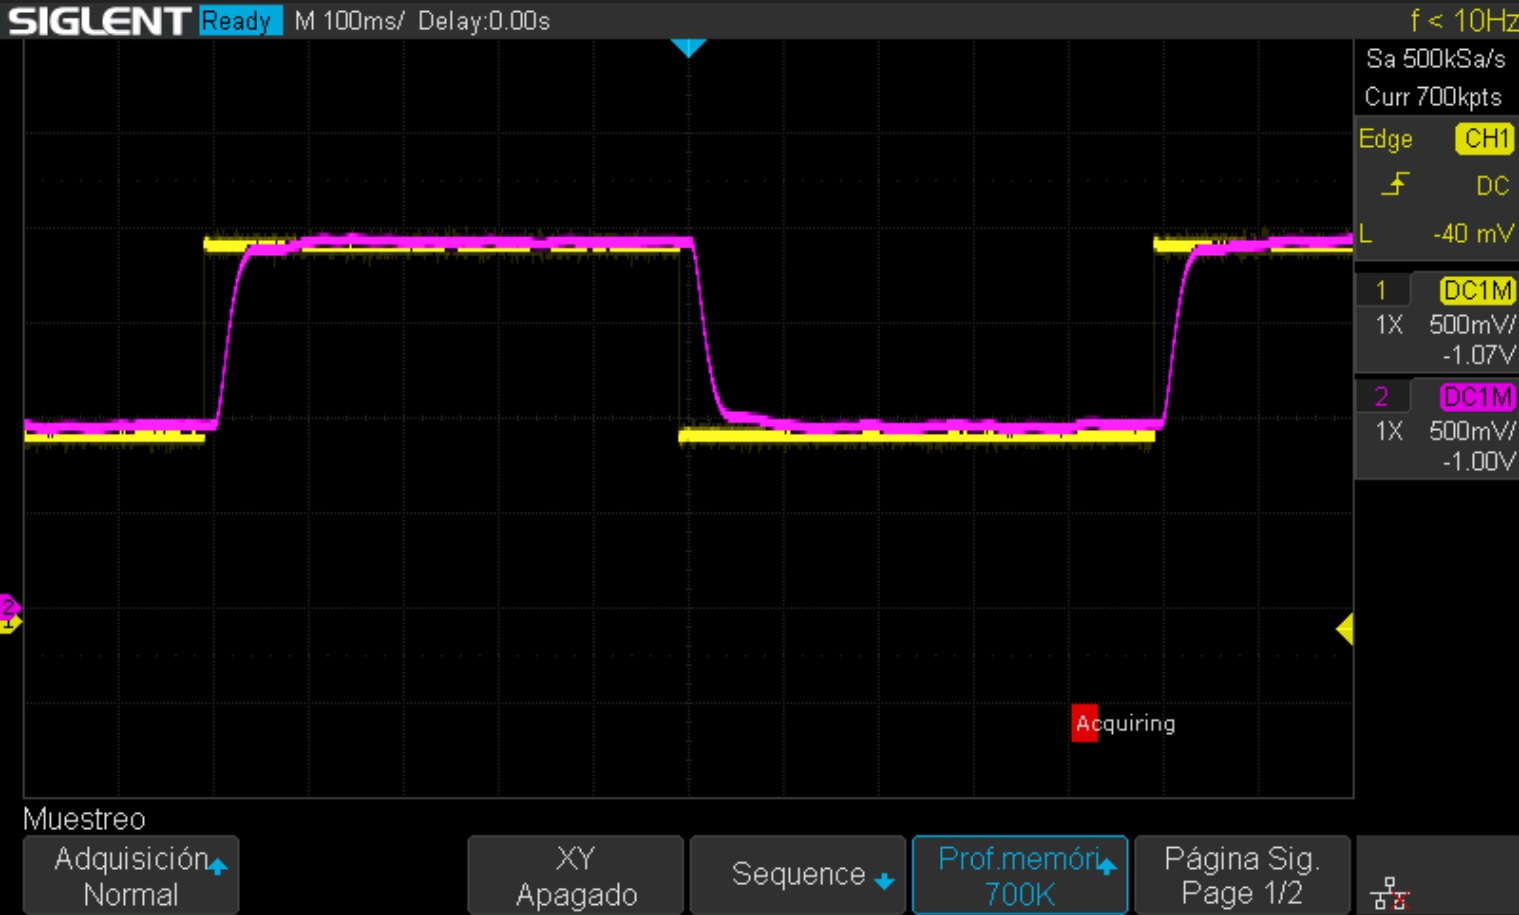 SIGLENT Ready M 100ms/ Delay:0.00s f < 10Hz
Sa 500kSa/s
Curr 700kpts
Edge CH1
DC
L -40 mV
1 DC1M
1X 500mV/
-1.07V
2 DC1M
1X 500mV/
-1.00V
2
1
Acquiring
Muestreo
Adquisición
Normal
XY
Apagado
Sequence
Prof.memóri
700K
Página Sig.
Page 1/2